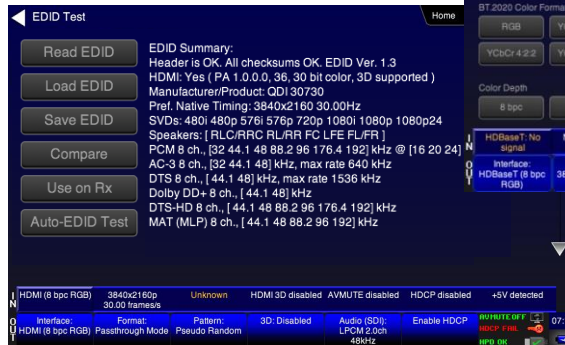 EDID Test
Home
Read EDID
Load EDID
Save EDID
Compare
Use on Rx
Auto-EDID Test
EDID Summary:
Header is OK. All checksums OK. EDID Ver. 1.3
HDMI: Yes ( PA 1.0.0.0, 36, 30 bit color, 3D supported )
Manufacturer/Product: QDI 30730
Pref. Native Timing: 3840x2160 30.00Hz
SVDs: 480i 480p 576i 576p 720p 1080i 1080p 1080p24
Speakers: [ RLC/RRC RL/RR FC LFE FL/FR ]
PCM 8 ch., [32 44.1 48 88.2 96 176.4 192] kHz @ [16 20 24]
AC-3 8 ch., [32 44.1 48] kHz, max rate 640 kHz
DTS 8 ch., [ 44.1 48] kHz, max rate 1536 kHz
Dolby DD+ 8 ch., [ 44.1 48] kHz
DTS-HD 8 ch., [ 44.1 48 88.2 96 176.4 192] kHz
MAT (MLP) 8 ch., [ 44.1 48 88.2 96 192] kHz
BT.2020 Color Forma
RGB
YCbCr 4:2:2
Color Depth
8 bpc
IN
HDBaseT: No signal
OUT
Interface:
HDBaseT (8 bpc RGB)
38
IN
HDMI (8 bpc RGB)
3840x2160p
30.00 frames/s
Unknown
HDMI 3D disabled
AVMUTE disabled
HDCP disabled
+5V detected
OUT
Interface:
HDMI (8 bpc RGB)
Format:
Passthrough Mode
Pattern:
Pseudo Random
3D: Disabled
Audio (SDI):
LPCM 2.0ch
48kHz
Enable HDCP
AVMUTE:OFF
HDCP FAIL
HPD OK
07: